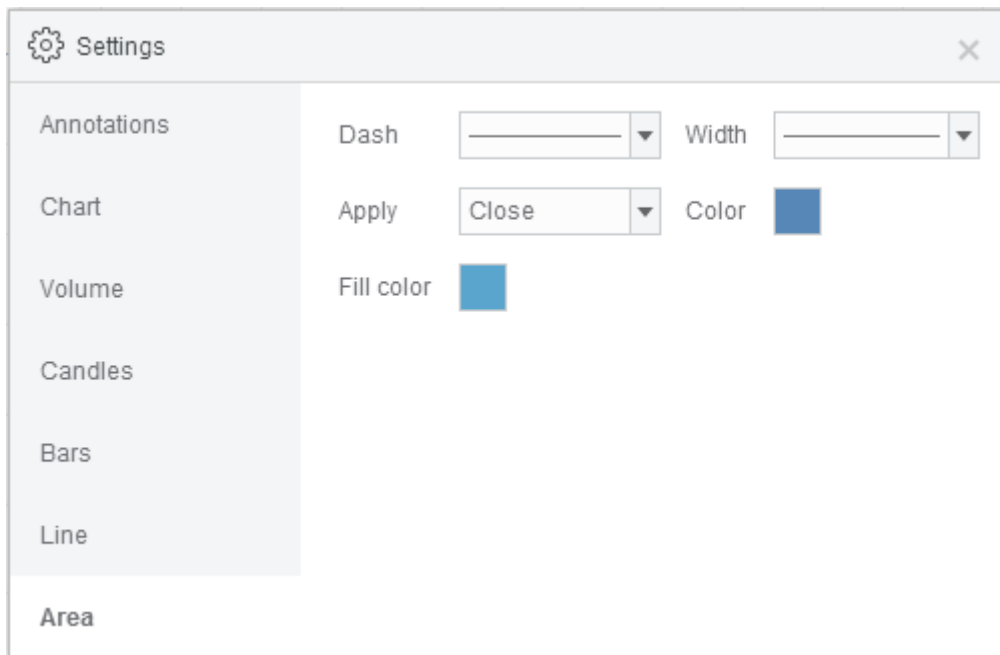 Settings
Annotations
Chart
Volume
Candles
Bars
Line
Area
Dash Width
Apply Close Color
Fill color